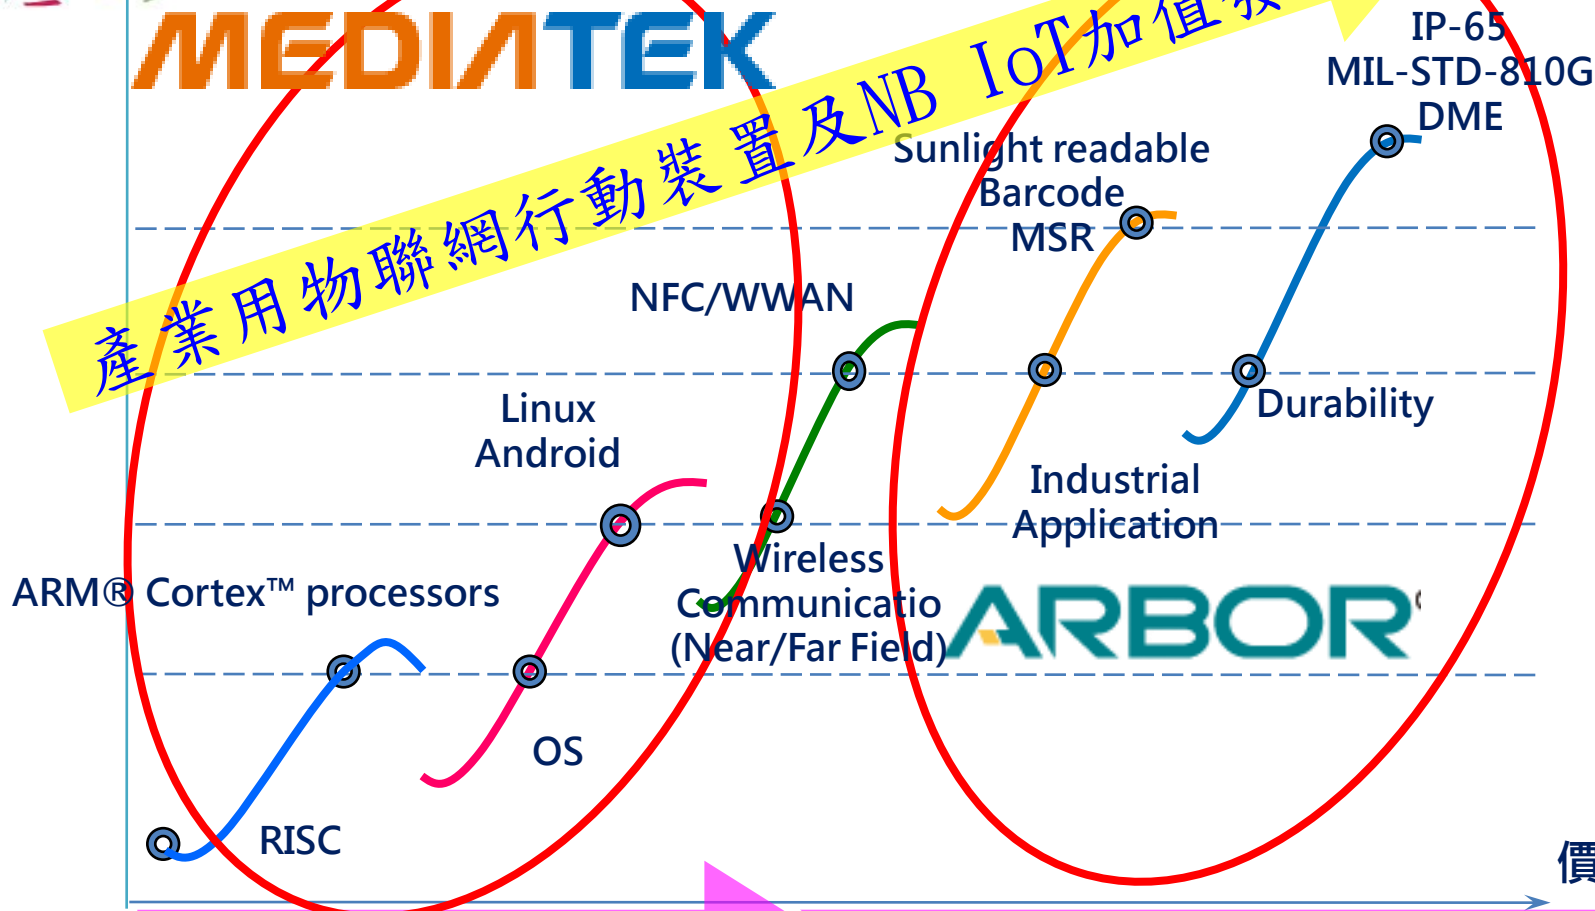 MEDIATEK
產業用物聯網行動裝置及NB IoT加值發
IP-65
MIL-STD-810G
DME
Sunlight readable
Barcode
MSR
NFC/WWAN
Linux
Android
Durability
Industrial
Application
Wireless
Communicatio
(Near/Far Field)
ARM® Cortex™ processors
ARBOR
OS
RISC
價